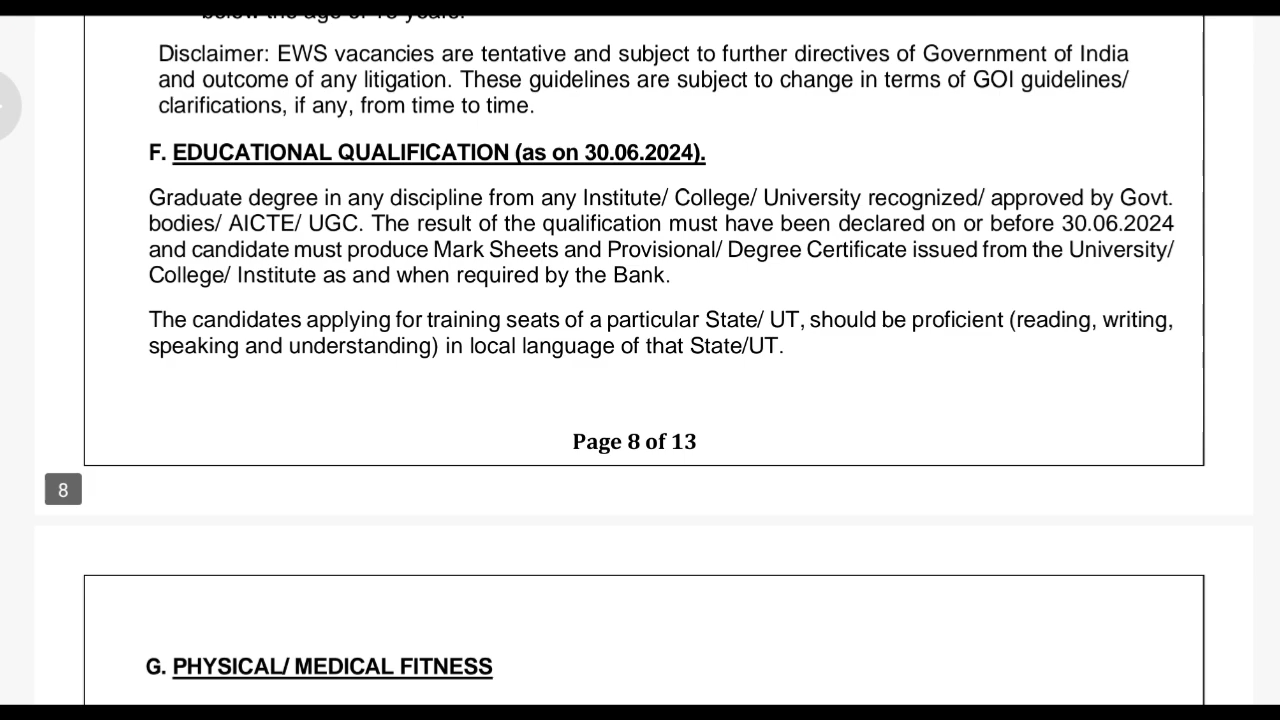 below the age of 18 years.
Disclaimer: EWS vacancies are tentative and subject to further directives of Government of India
and outcome of any litigation. These guidelines are subject to change in terms of GOI guidelines/
clarifications, if any, from time to time.
F. EDUCATIONAL QUALIFICATION (as on 30.06.2024).
Graduate degree in any discipline from any Institute/ College/ University recognized/ approved by Govt.
bodies/ AICTE/ UGC. The result of the qualification must have been declared on or before 30.06.2024
and candidate must produce Mark Sheets and Provisional/ Degree Certificate issued from the University/
College/ Institute as and when required by the Bank.
The candidates applying for training seats of a particular State/ UT, should be proficient (reading, writing,
speaking and understanding) in local language of that State/UT.
Page 8 of 13
8
G. PHYSICAL/ MEDICAL FITNESS